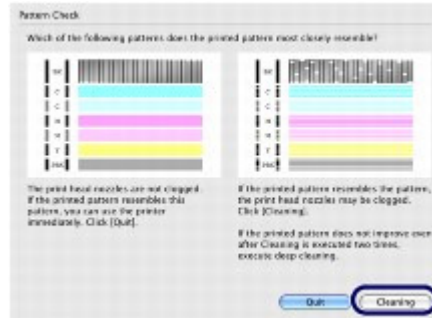 Pattern Check
Which of the following patterns does the printed pattern most closely resemble?
C
C
M
M
Y
C
C
M
M
Y
The print head nozzles are not clogged.
If the printed pattern resembles this
pattern, you can use the printer
immediately. Click [Quit].
If the printed pattern resembles the pattern,
the print head nozzles may be clogged.
Click [Cleaning].
If the printed pattern does not improve even
after Cleaning is executed two times,
execute deep cleaning.
Quit
Cleaning